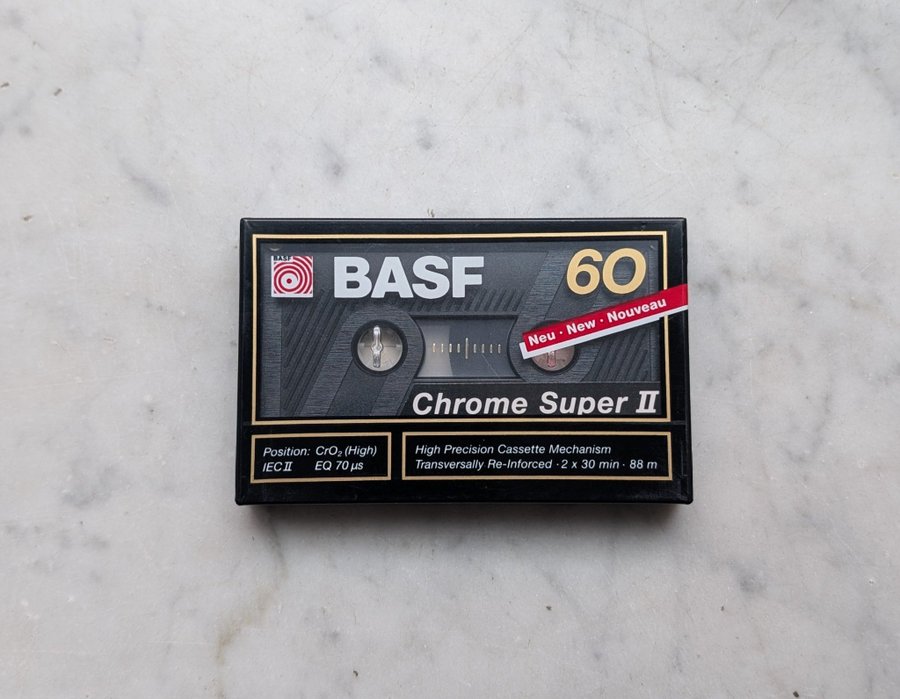 BASF
BASF
60
Neu · New · Nouveau
Chrome Super II
Position: CrO₂ (High)
IEC II EQ 70 µs
High Precision Cassette Mechanism
Transversally Re-Inforced · 2 x 30 min · 88 m